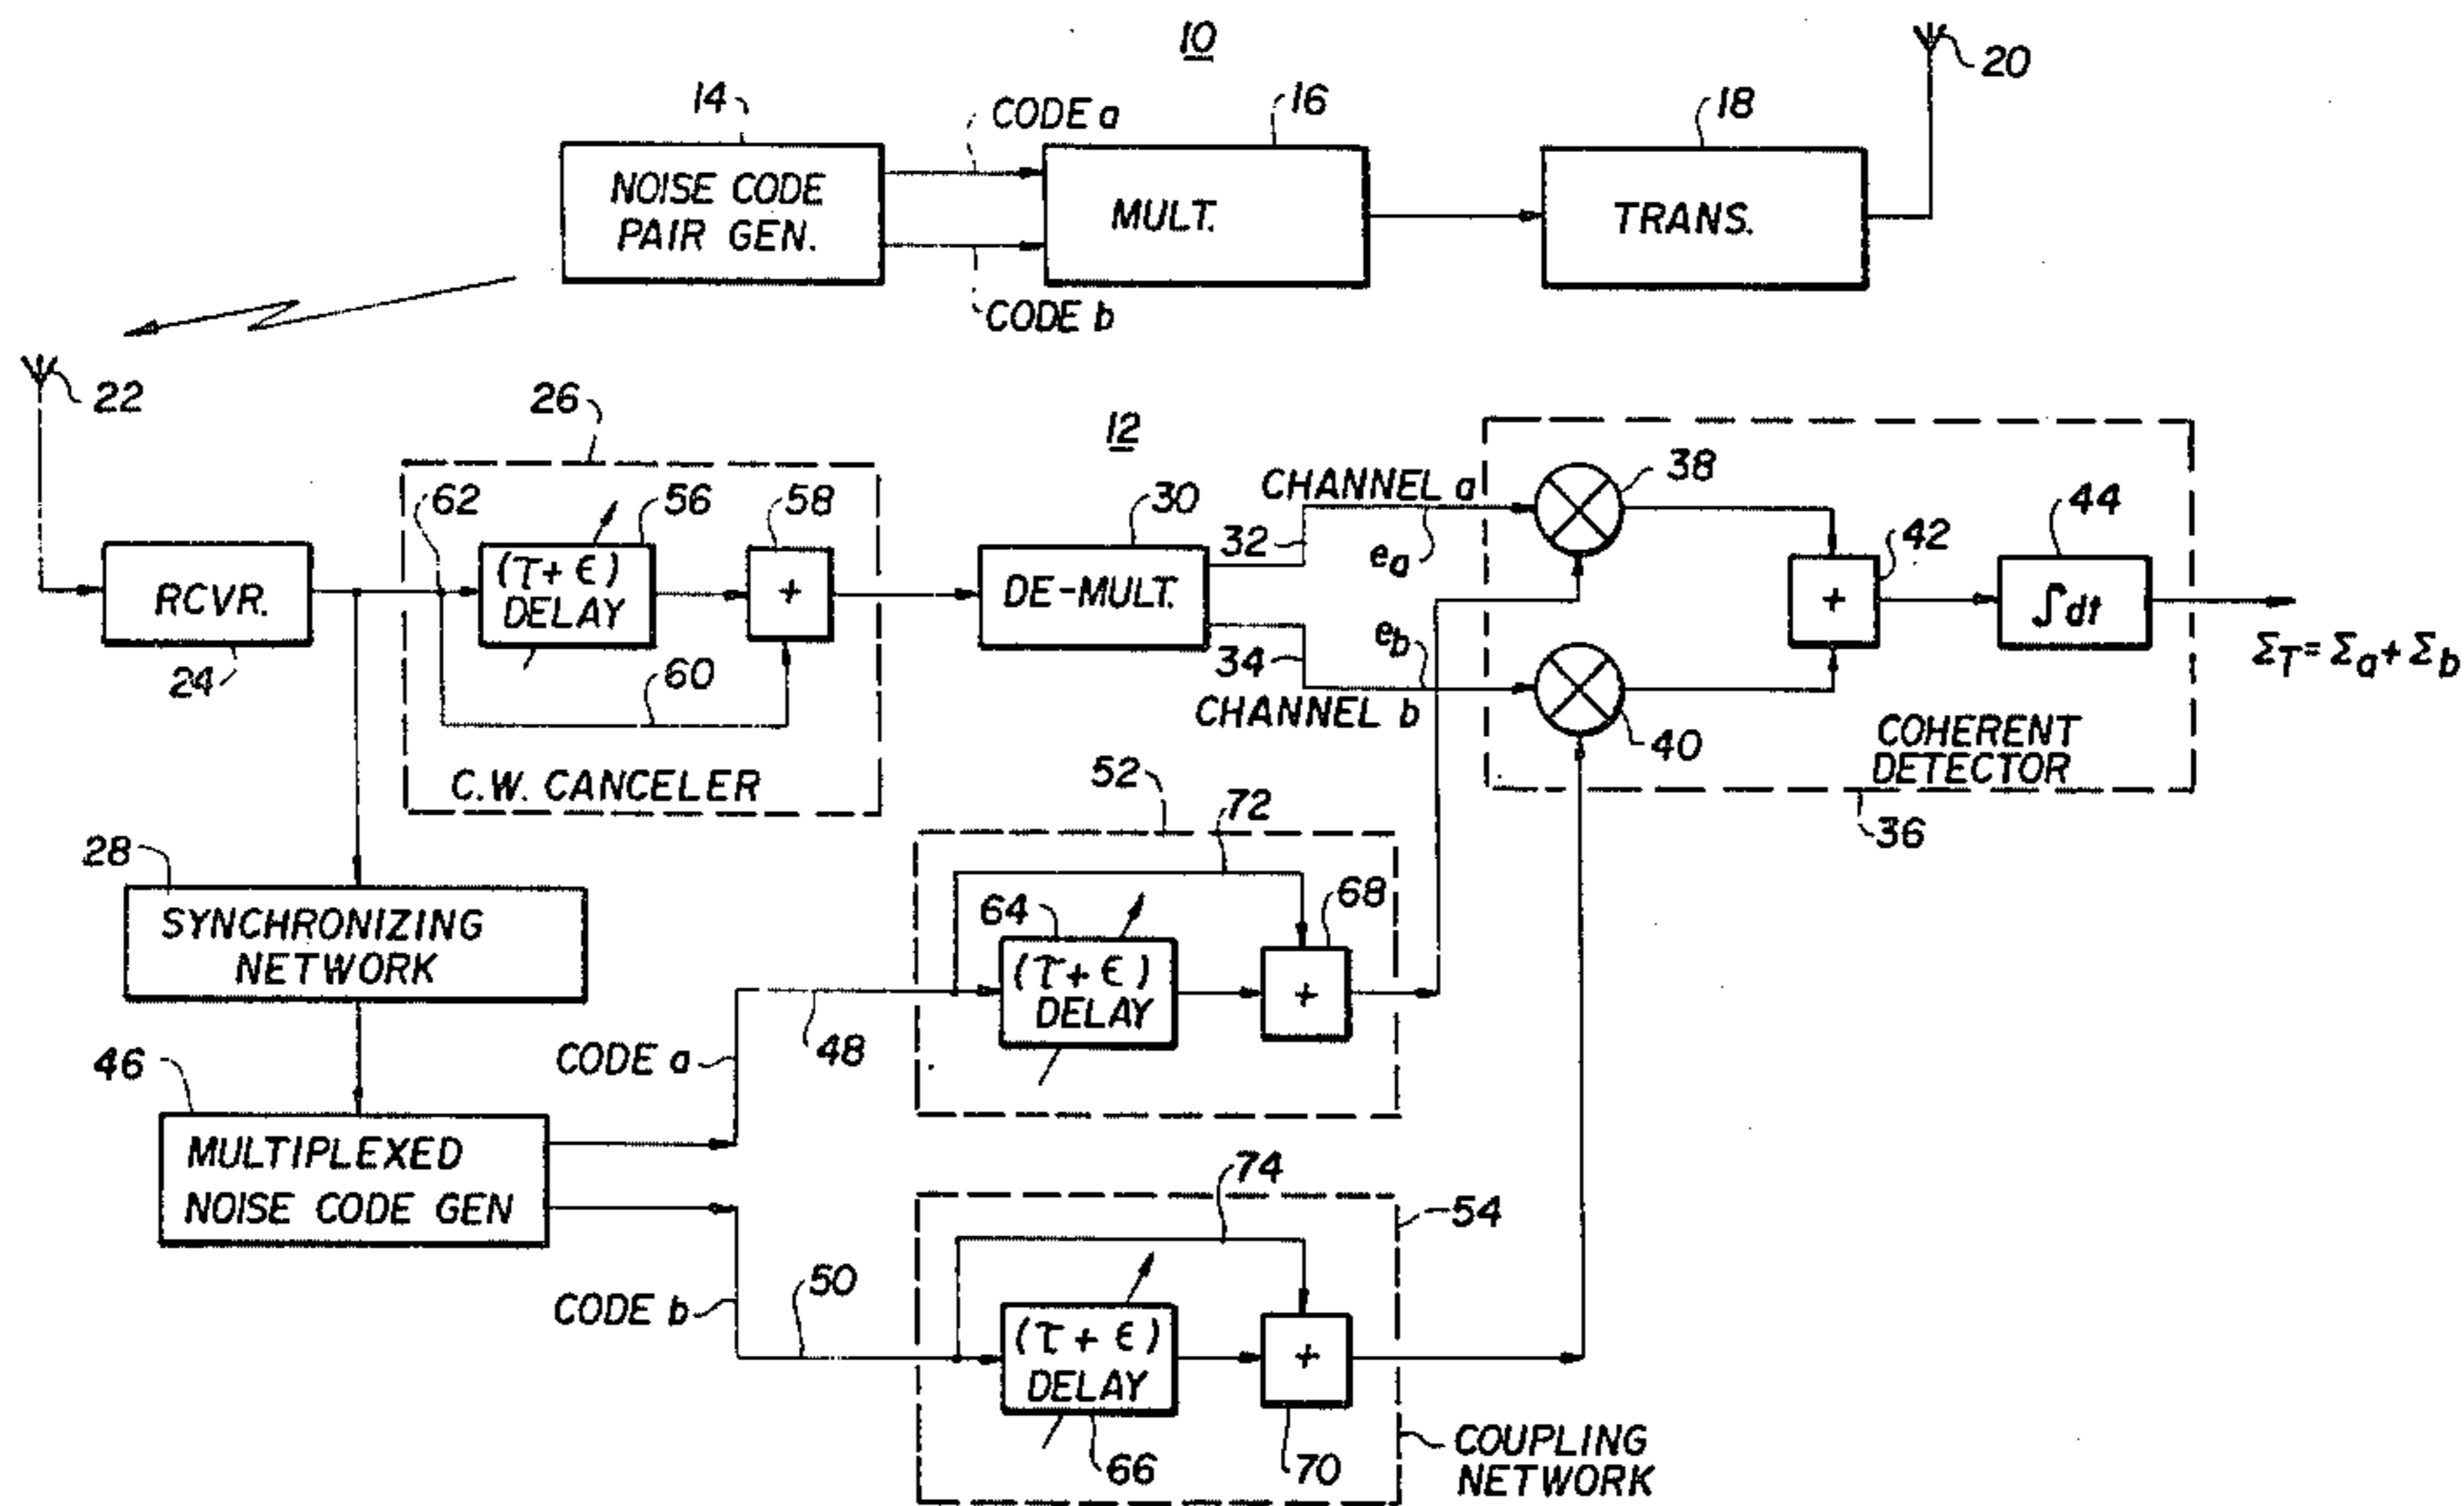 10
20
14
CODE a
16
18
NOISE CODE
PAIR GEN.
MULT.
TRANS.
CODE b
22
26
12
62
56
58
30
CHANNEL a
38
44
32
ea
42
RCVR.
(τ+ ϵ)
DELAY
+
DE-MULT.
+
∫dt
24
60
34
eb
ΣT= Σa+ Σb
CHANNEL b
40
COHERENT
DETECTOR
C.W. CANCELER
52
36
72
28
64
68
SYNCHRONIZING
NETWORK
(τ+ ϵ)
DELAY
+
46
CODE a
48
MULTIPLEXED
NOISE CODE GEN
74
54
CODE b
50
(τ + ϵ)
DELAY
+
66
70
COUPLING
NETWORK